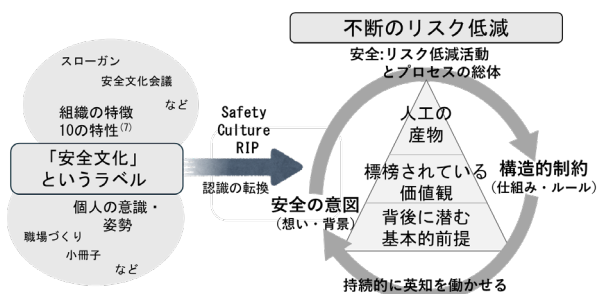 不断のリスク低減
安全:リスク低減活動
とプロセスの総体
スローガン
安全文化会議
など
組織の特徴
10の特性(7)
「安全文化」
というラベル
個人の意識・
姿勢
職場づくり
小冊子
など
Safety
Culture
RIP
認識の転換
人工の
産物
標榜されている
価値観
背後に潜む
基本的前提
安全の意図
(想い・背景)
構造的制約
(仕組み・ルール)
持続的に英知を働かせる